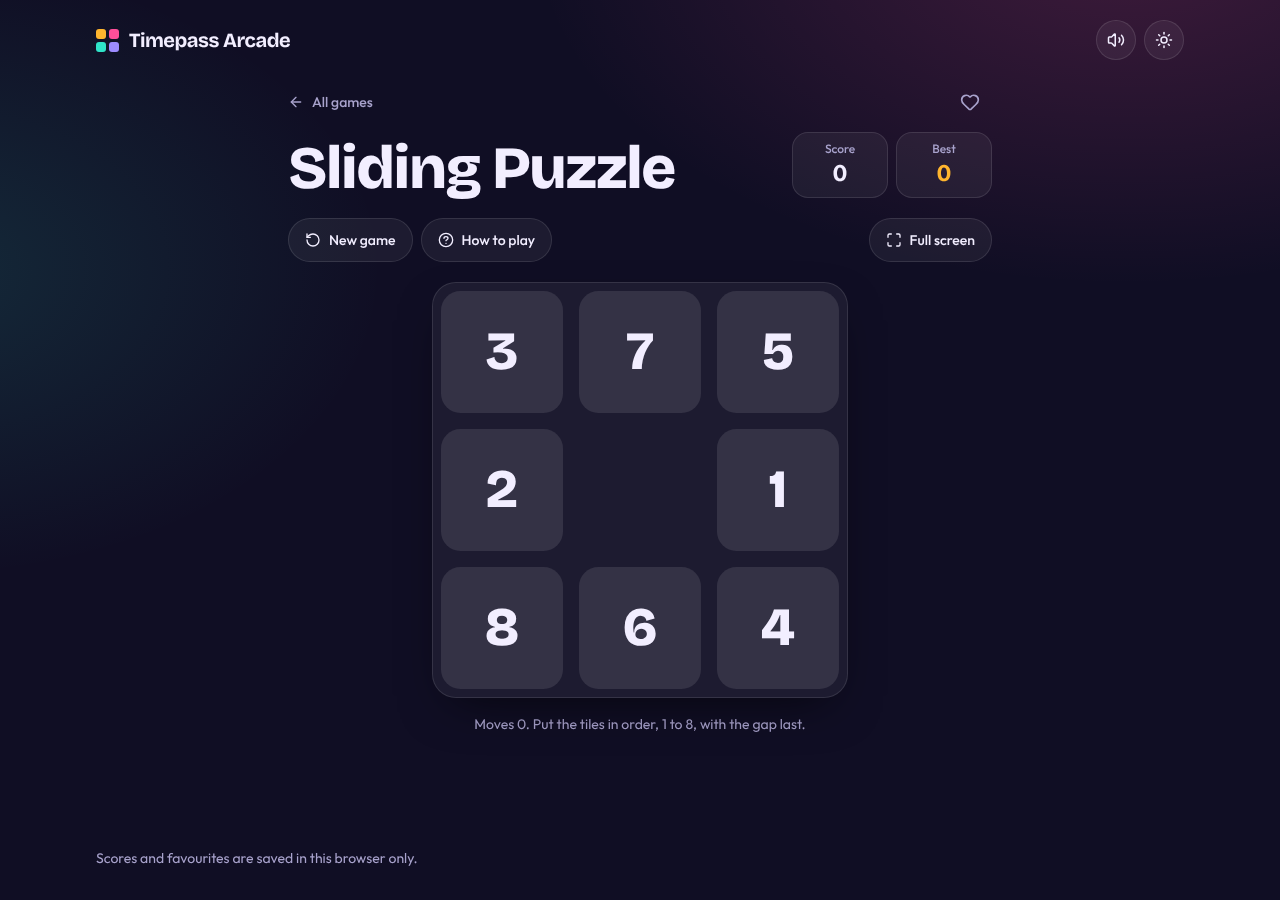 Timepass Arcade
All games
Sliding Puzzle
Score
0
Best
0
New game
How to play
Full screen
3 7 5
2 1
8 6 4
Moves 0. Put the tiles in order, 1 to 8, with the gap last.
Scores and favourites are saved in this browser only.